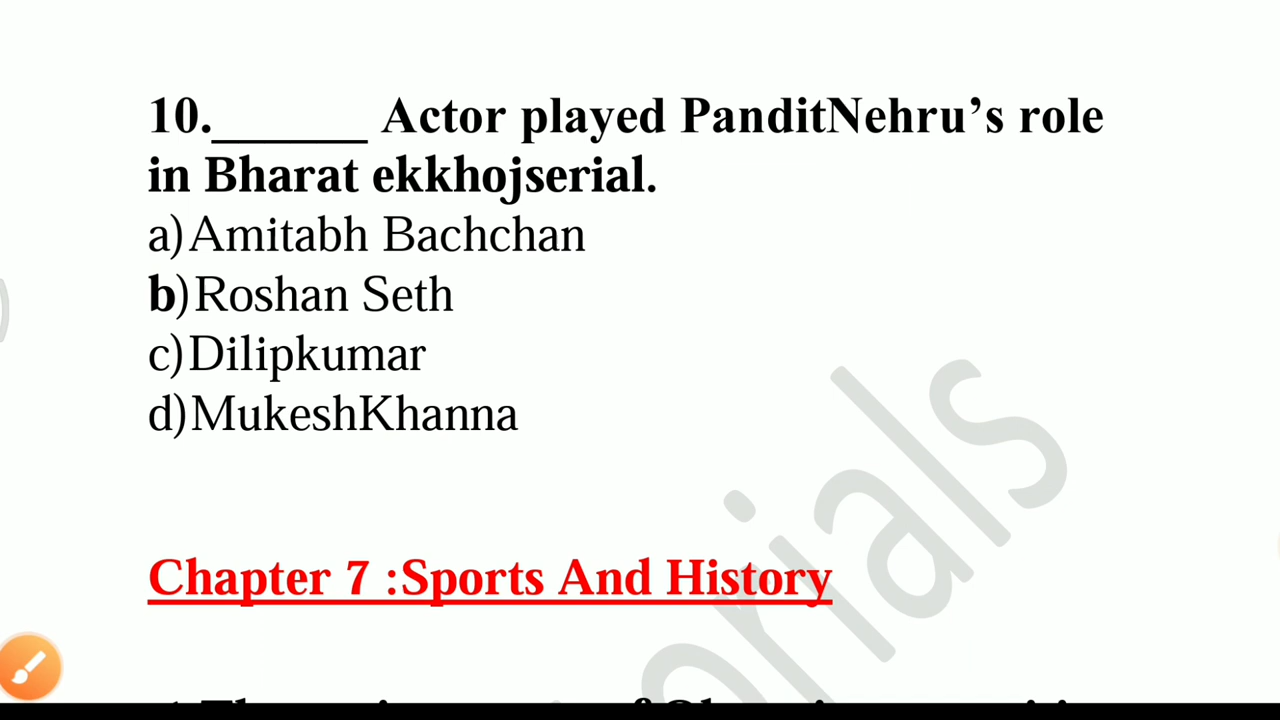 10.______ Actor played PanditNehru's role
in Bharat ekkhojserial.
a)Amitabh Bachchan
b)Roshan Seth
c)Dilipkumar
d)MukeshKhanna
Chapter 7 :Sports And History